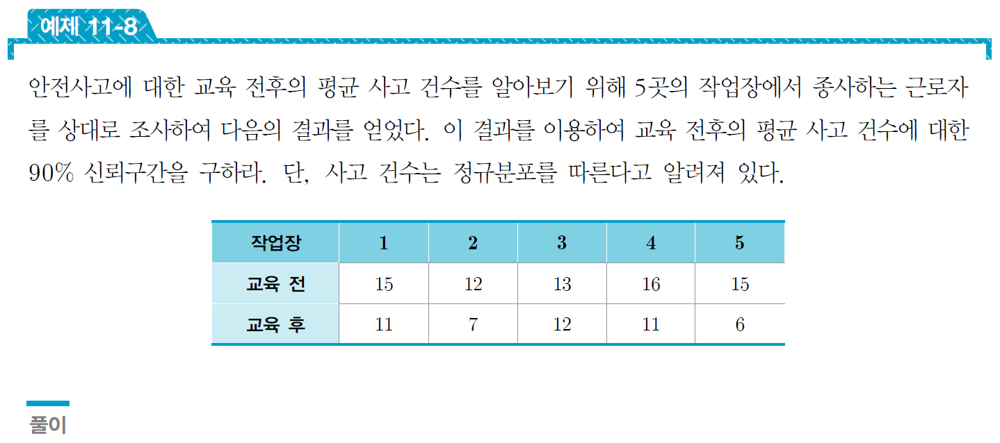 예제 11-8
안전사고에 대한 교육 전후의 평균 사고 건수를 알아보기 위해 5곳의 작업장에서 종사하는 근로자
를 상대로 조사하여 다음의 결과를 얻었다. 이 결과를 이용하여 교육 전후의 평균 사고 건수에 대한
90% 신뢰구간을 구하라. 단, 사고 건수는 정규분포를 따른다고 알려져 있다.
작업장 1 2 3 4 5
교육 전 15 12 13 16 15
교육 후 11 7 12 11 6
풀이